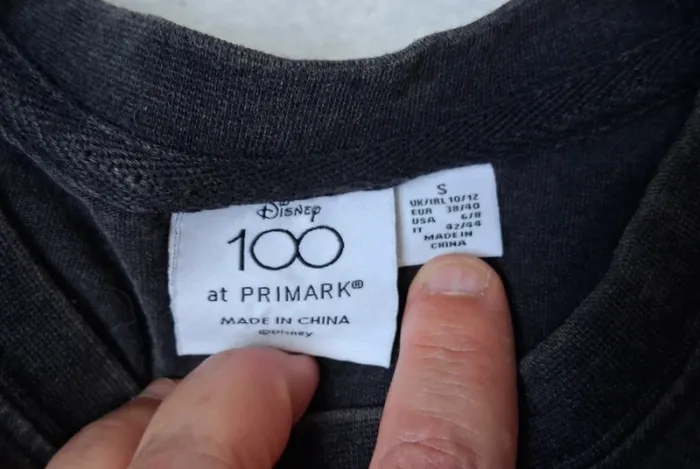 Disney
100
at PRIMARK®
MADE IN CHINA
©Disney
S
UK/IRL 10/12
EUR 38/40
USA 6/8
IT 42/44
MADE IN
CHINA